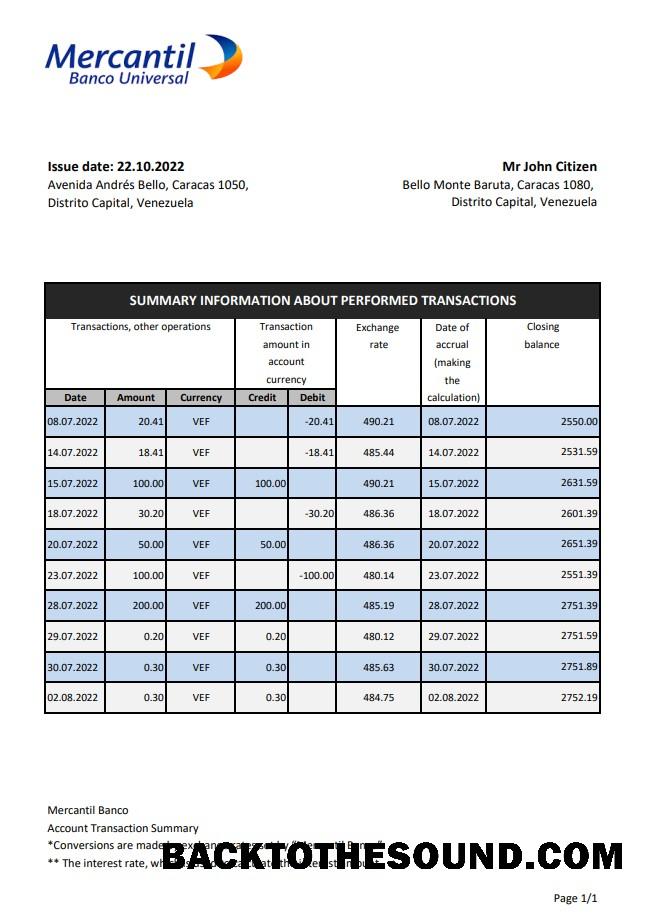 Mercantil
Banco Universal
Issue date: 22.10.2022
Avenida Andrés Bello, Caracas 1050,
Distrito Capital, Venezuela
Mr John Citizen
Bello Monte Baruta, Caracas 1080,
Distrito Capital, Venezuela
SUMMARY INFORMATION ABOUT PERFORMED TRANSACTIONS
Transactions, other operations
Transaction
amount in
account
currency
Exchange
rate
Date of
accrual
(making
the
calculation)
Closing
balance
Date Amount Currency Credit Debit
08.07.2022 20.41 VEF -20.41 490.21 08.07.2022 2550.00
14.07.2022 18.41 VEF -18.41 485.44 14.07.2022 2531.59
15.07.2022 100.00 VEF 100.00 490.21 15.07.2022 2631.59
18.07.2022 30.20 VEF -30.20 486.36 18.07.2022 2601.39
20.07.2022 50.00 VEF 50.00 486.36 20.07.2022 2651.39
23.07.2022 100.00 VEF -100.00 480.14 23.07.2022 2551.39
28.07.2022 200.00 VEF 200.00 485.19 28.07.2022 2751.39
29.07.2022 0.20 VEF 0.20 480.12 29.07.2022 2751.59
30.07.2022 0.30 VEF 0.30 485.63 30.07.2022 2751.89
02.08.2022 0.30 VEF 0.30 484.75 02.08.2022 2752.19
Mercantil Banco
Account Transaction Summary
*Conversions are made
** The interest rate,
BACKTOTHESOUND.COM
Page 1/1